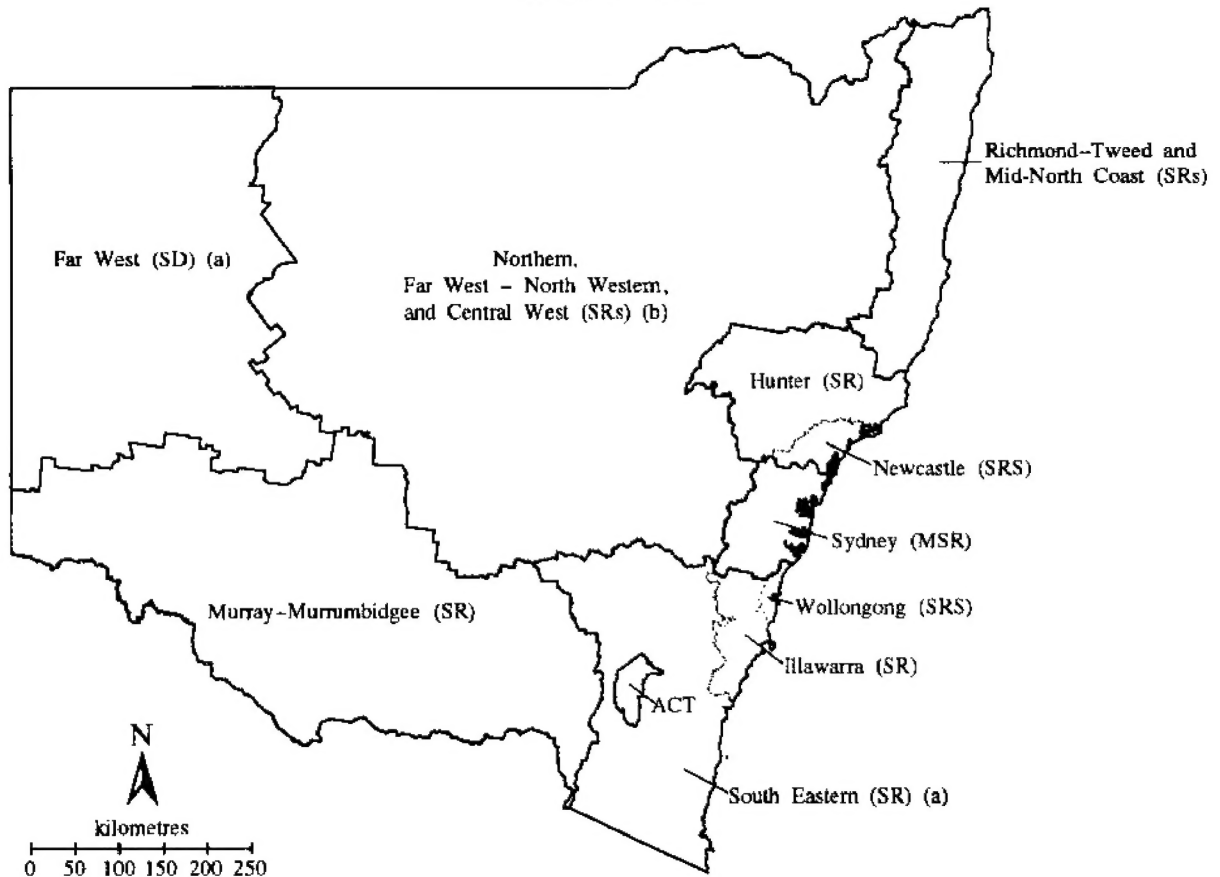 Richmond–Tweed and
Mid-North Coast (SRs)
Far West (SD) (a)
Northern,
Far West – North Western,
and Central West (SRs) (b)
Hunter (SR)
Newcastle (SRS)
Sydney (MSR)
Wollongong (SRS)
Murray–Murrumbidgee (SR)
Illawarra (SR)
ACT
N
South Eastern (SR) (a)
kilometres
0 50 100 150 200 250